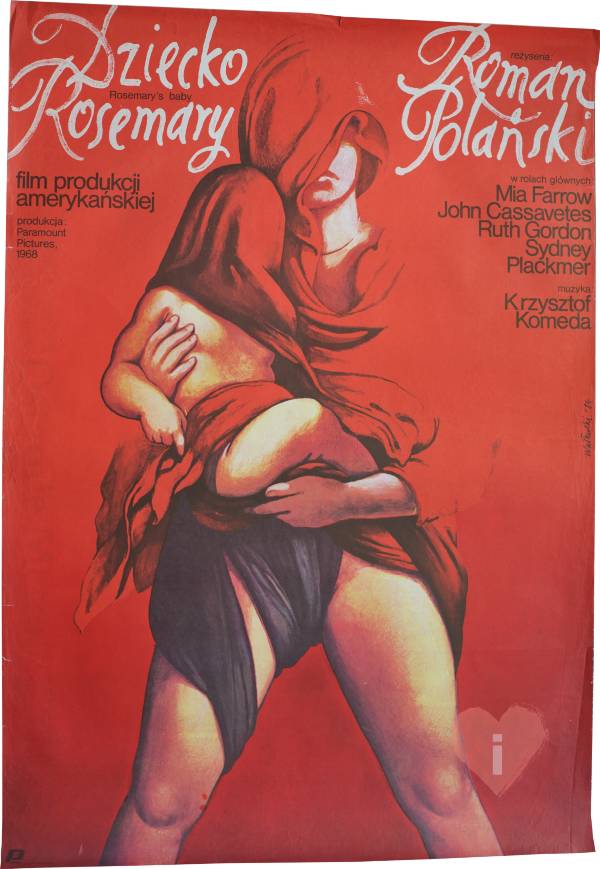 Dziecko
Rosemary's baby
Rosemary
film produkcji
amerykańskiej
produkcja:
Paramount
Pictures,
1968
reżyseria:
Roman
Polański
w rolach głównych:
Mia Farrow
John Cassavetes
Ruth Gordon
Sydney
Plackmer
muzyka:
Krzysztof
Komeda
i